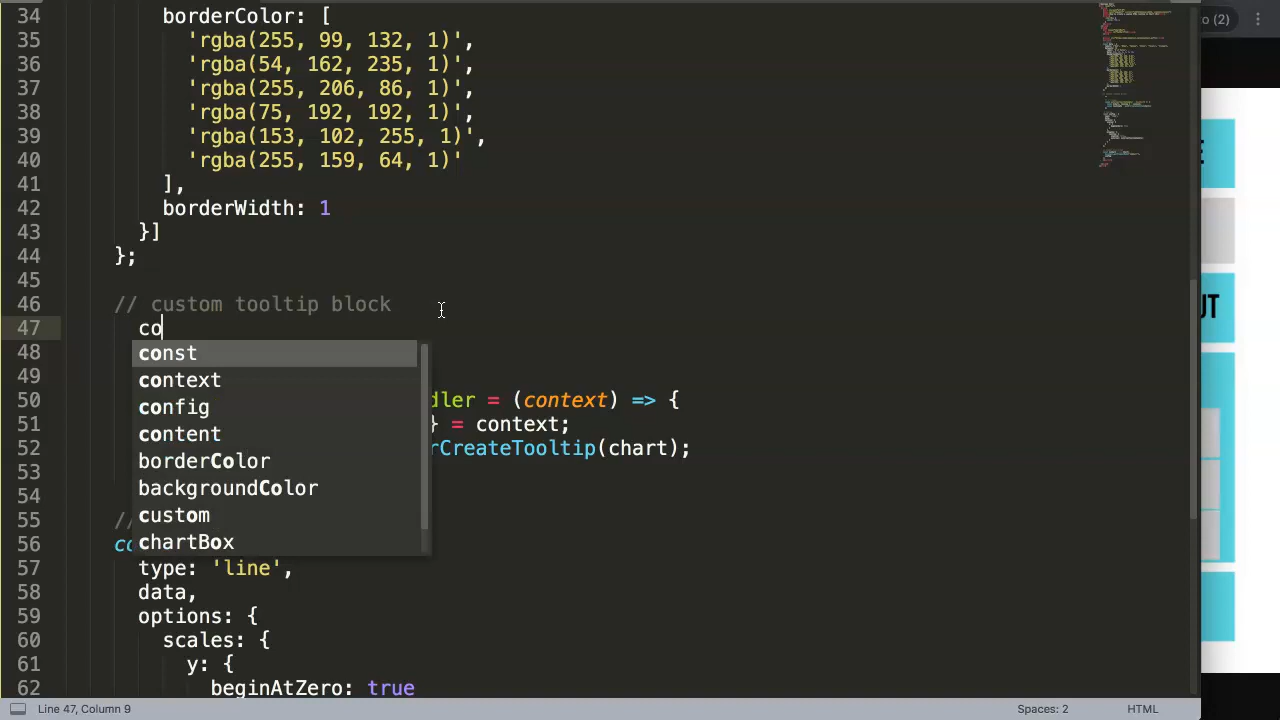 34 borderColor: [
35 'rgba(255, 99, 132, 1)',
36 'rgba(54, 162, 235, 1)',
37 'rgba(255, 206, 86, 1)',
38 'rgba(75, 192, 192, 1)',
39 'rgba(153, 102, 255, 1)',
40 'rgba(255, 159, 64, 1)'
41 ],
42 borderWidth: 1
43 }]
44 };
45
46 // custom tooltip block
47 co
48 const
49 context
50 config dler = (context) => {
51 content } = context;
52 borderColor rCreateTooltip(chart);
53 backgroundColor
54 custom
55 //
chartBox
56 co
57 type: 'line',
58 data,
59 options: {
60 scales: {
61 y: {
62 beginAtZero: true
Line 47, Column 9
Spaces: 2
HTML
o (2)
E
UT